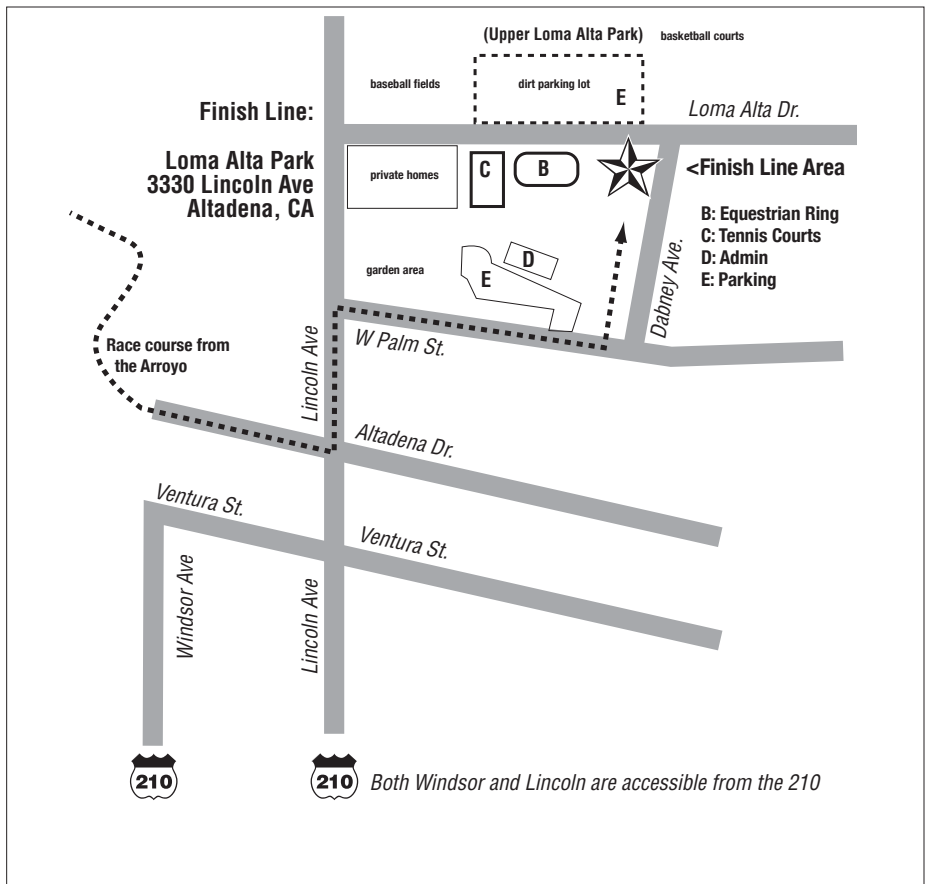 (Upper Loma Alta Park)
basketball courts
baseball fields
dirt parking lot
E
Loma Alta Dr.
Finish Line:
Loma Alta Park
3330 Lincoln Ave
Altadena, CA
private homes
C
B
<Finish Line Area
B: Equestrian Ring
C: Tennis Courts
D: Admin
E: Parking
D
E
garden area
Dabney Ave.
Race course from
the Arroyo
Lincoln Ave
W Palm St.
Altadena Dr.
Ventura St.
Ventura St.
Windsor Ave
Lincoln Ave
210
210
Both Windsor and Lincoln are accessible from the 210